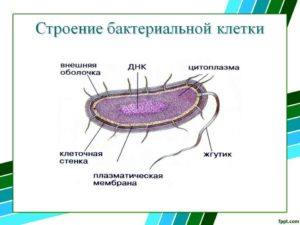 Строение бактериальной клетки
внешняя
оболочка
ДНК
цитоплазма
клеточная
стенка
плазматическая
мембрана
жгутик
fppt.com